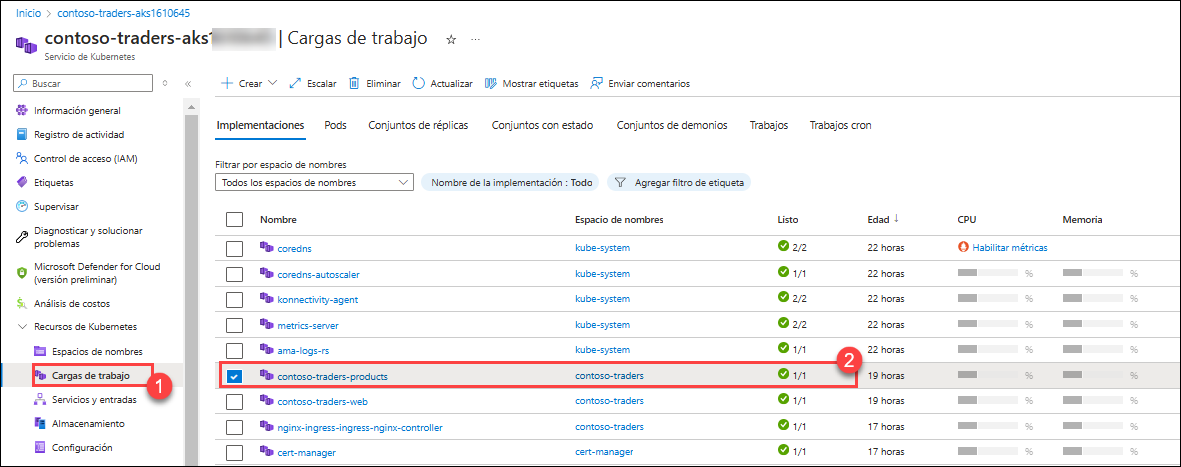 Inicio > contoso-traders-aks1610645
contoso-traders-aks | Cargas de trabajo ☆ ...
Servicio de Kubernetes
Buscar
Crear Escalar Eliminar Actualizar Mostrar etiquetas Enviar comentarios
Información general
Registro de actividad
Control de acceso (IAM)
Etiquetas
Supervisar
Diagnosticar y solucionar
problemas
Microsoft Defender for Cloud
(versión preliminar)
Análisis de costos
Recursos de Kubernetes
Espacios de nombres
Cargas de trabajo
1
Servicios y entradas
Almacenamiento
Configuración
Implementaciones Pods Conjuntos de réplicas Conjuntos con estado Conjuntos de demonios Trabajos Trabajos cron
Filtrar por espacio de nombres
Todos los espacios de nombres Nombre de la implementación : Todo Agregar filtro de etiqueta
Nombre Espacio de nombres Listo Edad ↓ CPU Memoria
coredns kube-system 2/2 22 horas Habilitar métricas
coredns-autoscaler kube-system 1/1 22 horas % %
konnectivity-agent kube-system 2/2 22 horas % %
metrics-server kube-system 2/2 22 horas % %
ama-logs-rs kube-system 1/1 22 horas % %
contoso-traders-products contoso-traders 1/1 19 horas % %
2
contoso-traders-web contoso-traders 1/1 19 horas % %
nginx-ingress-ingress-nginx-controller contoso-traders 1/1 17 horas % %
cert-manager cert-manager 1/1 17 horas % %